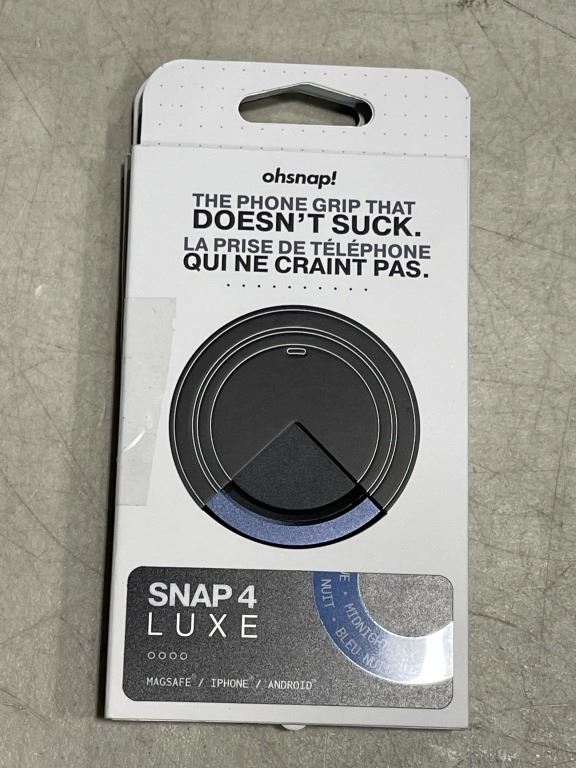 ohsnap!
THE PHONE GRIP THAT
DOESN'T SUCK.
LA PRISE DE TÉLÉPHONE
QUI NE CRAINT PAS.
SNAP 4
LUXE
MAGSAFE® / IPHONE® / ANDROID™
MIDNIGHT
BLEU NUIT
NUIT